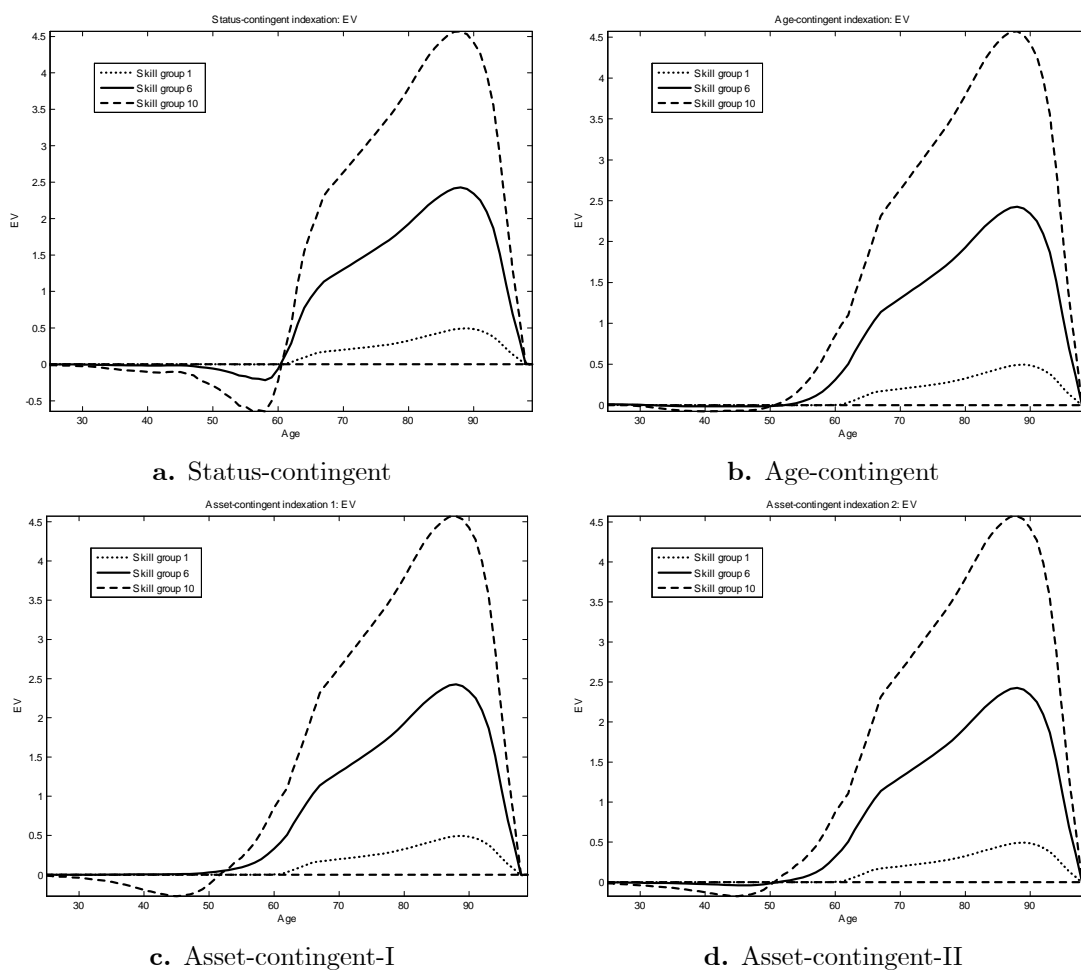 Status-contingent indexation: EV
4.5
4
3.5
3
2.5
2
1.5
1
0.5
0
-0.5
EV
Skill group 1
Skill group 6
Skill group 10
30 40 50 60 70 80 90
Age
a. Status-contingent
Age-contingent indexation: EV
4.5
4
3.5
3
2.5
2
1.5
1
0.5
0
EV
Skill group 1
Skill group 6
Skill group 10
30 40 50 60 70 80 90
Age
b. Age-contingent
Asset-contingent indexation 1: EV
4.5
4
3.5
3
2.5
2
1.5
1
0.5
0
EV
Skill group 1
Skill group 6
Skill group 10
30 40 50 60 70 80 90
Age
c. Asset-contingent-I
Asset-contingent indexation 2: EV
4.5
4
3.5
3
2.5
2
1.5
1
0.5
0
EV
Skill group 1
Skill group 6
Skill group 10
30 40 50 60 70 80 90
Age
d. Asset-contingent-II